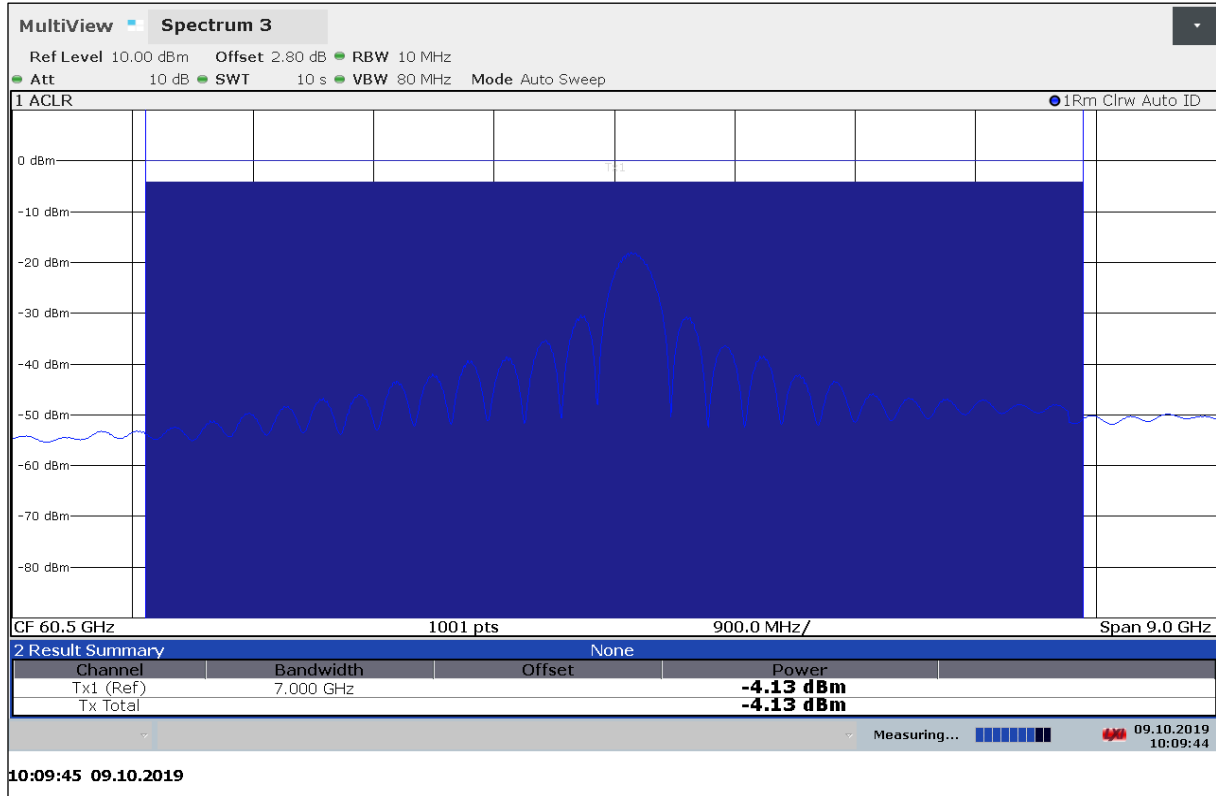 MultiView Spectrum 3
Ref Level 10.00 dBm Offset 2.80 dB RBW 10 MHz
Att 10 dB SWT 10 s VBW 80 MHz Mode Auto Sweep
1 ACLR 1Rm Clrw Auto ID
0 dBm
Tx1
-10 dBm
-20 dBm
-30 dBm
-40 dBm
-50 dBm
-60 dBm
-70 dBm
-80 dBm
CF 60.5 GHz 1001 pts 900.0 MHz/ Span 9.0 GHz
2 Result Summary None
Channel Bandwidth Offset Power
Tx1 (Ref) 7.000 GHz -4.13 dBm
Tx Total -4.13 dBm
Measuring... 09.10.2019
10:09:44
10:09:45 09.10.2019